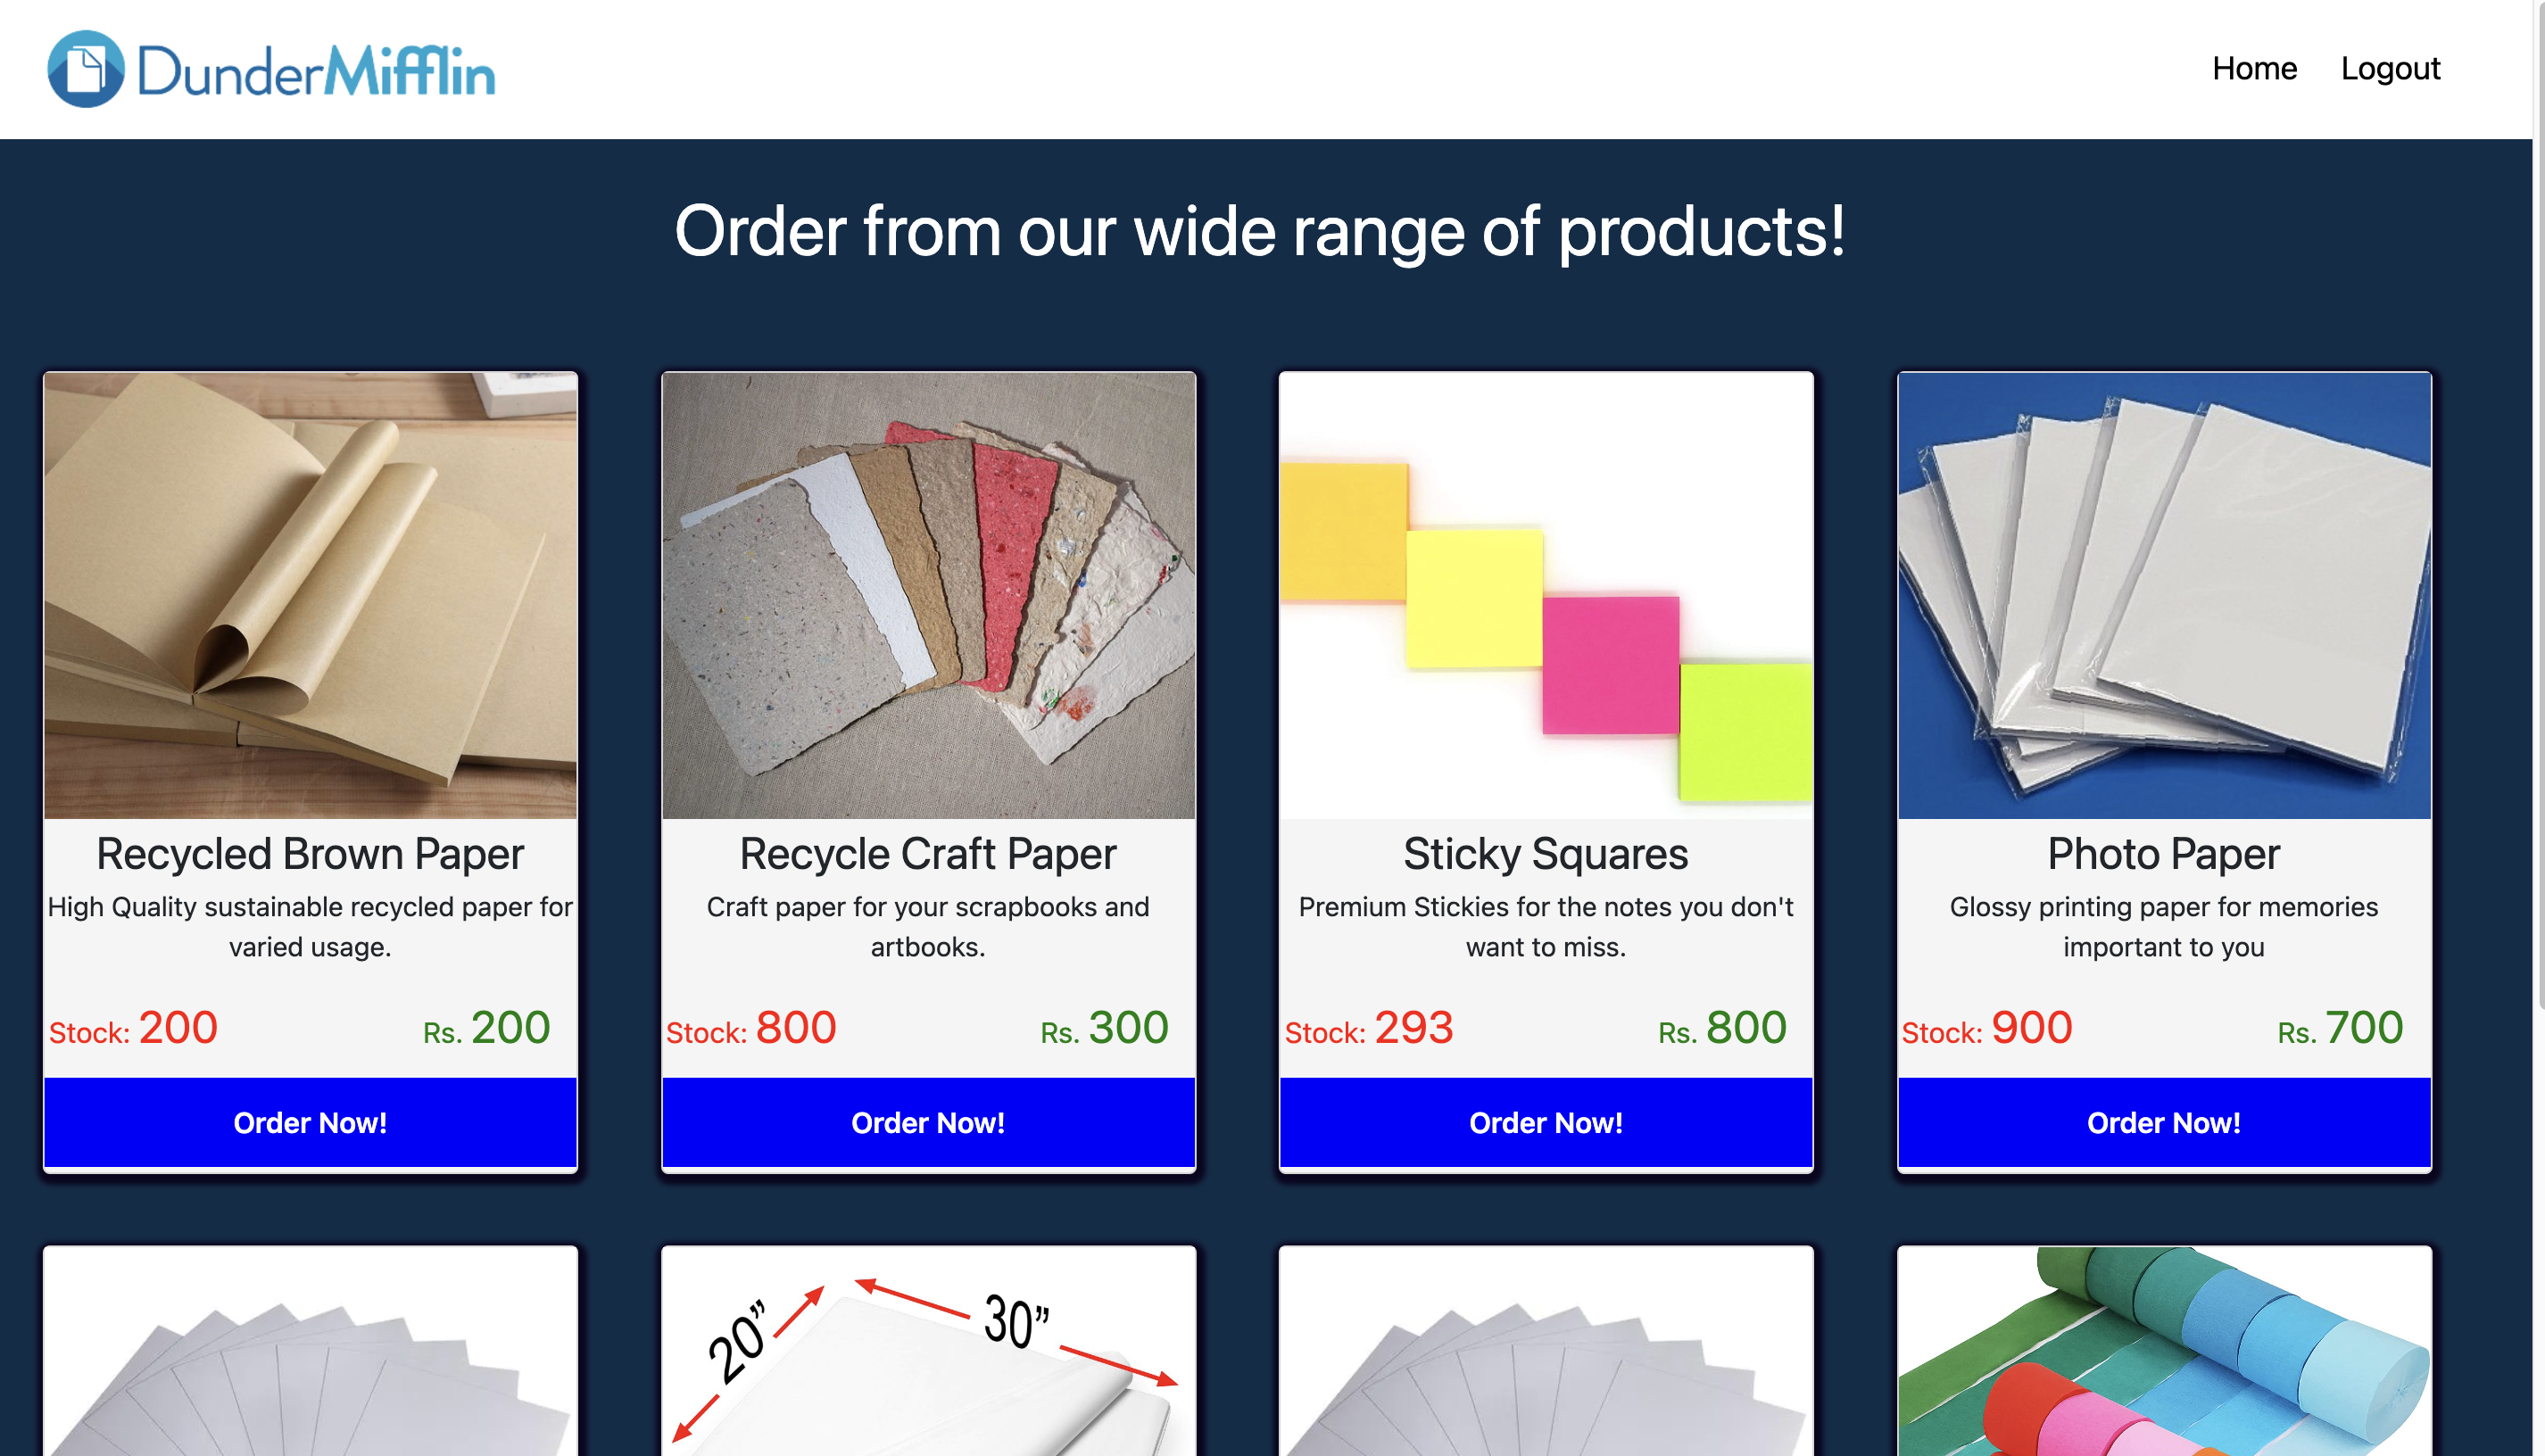 DunderMifflin
Home
Logout
Order from our wide range of products!
Recycled Brown Paper
High Quality sustainable recycled paper for
varied usage.
Stock: 200
Rs. 200
Order Now!
Recycle Craft Paper
Craft paper for your scrapbooks and
artbooks.
Stock: 800
Rs. 300
Order Now!
Sticky Squares
Premium Stickies for the notes you don't
want to miss.
Stock: 293
Rs. 800
Order Now!
Photo Paper
Glossy printing paper for memories
important to you
Stock: 900
Rs. 700
Order Now!
20”
30”